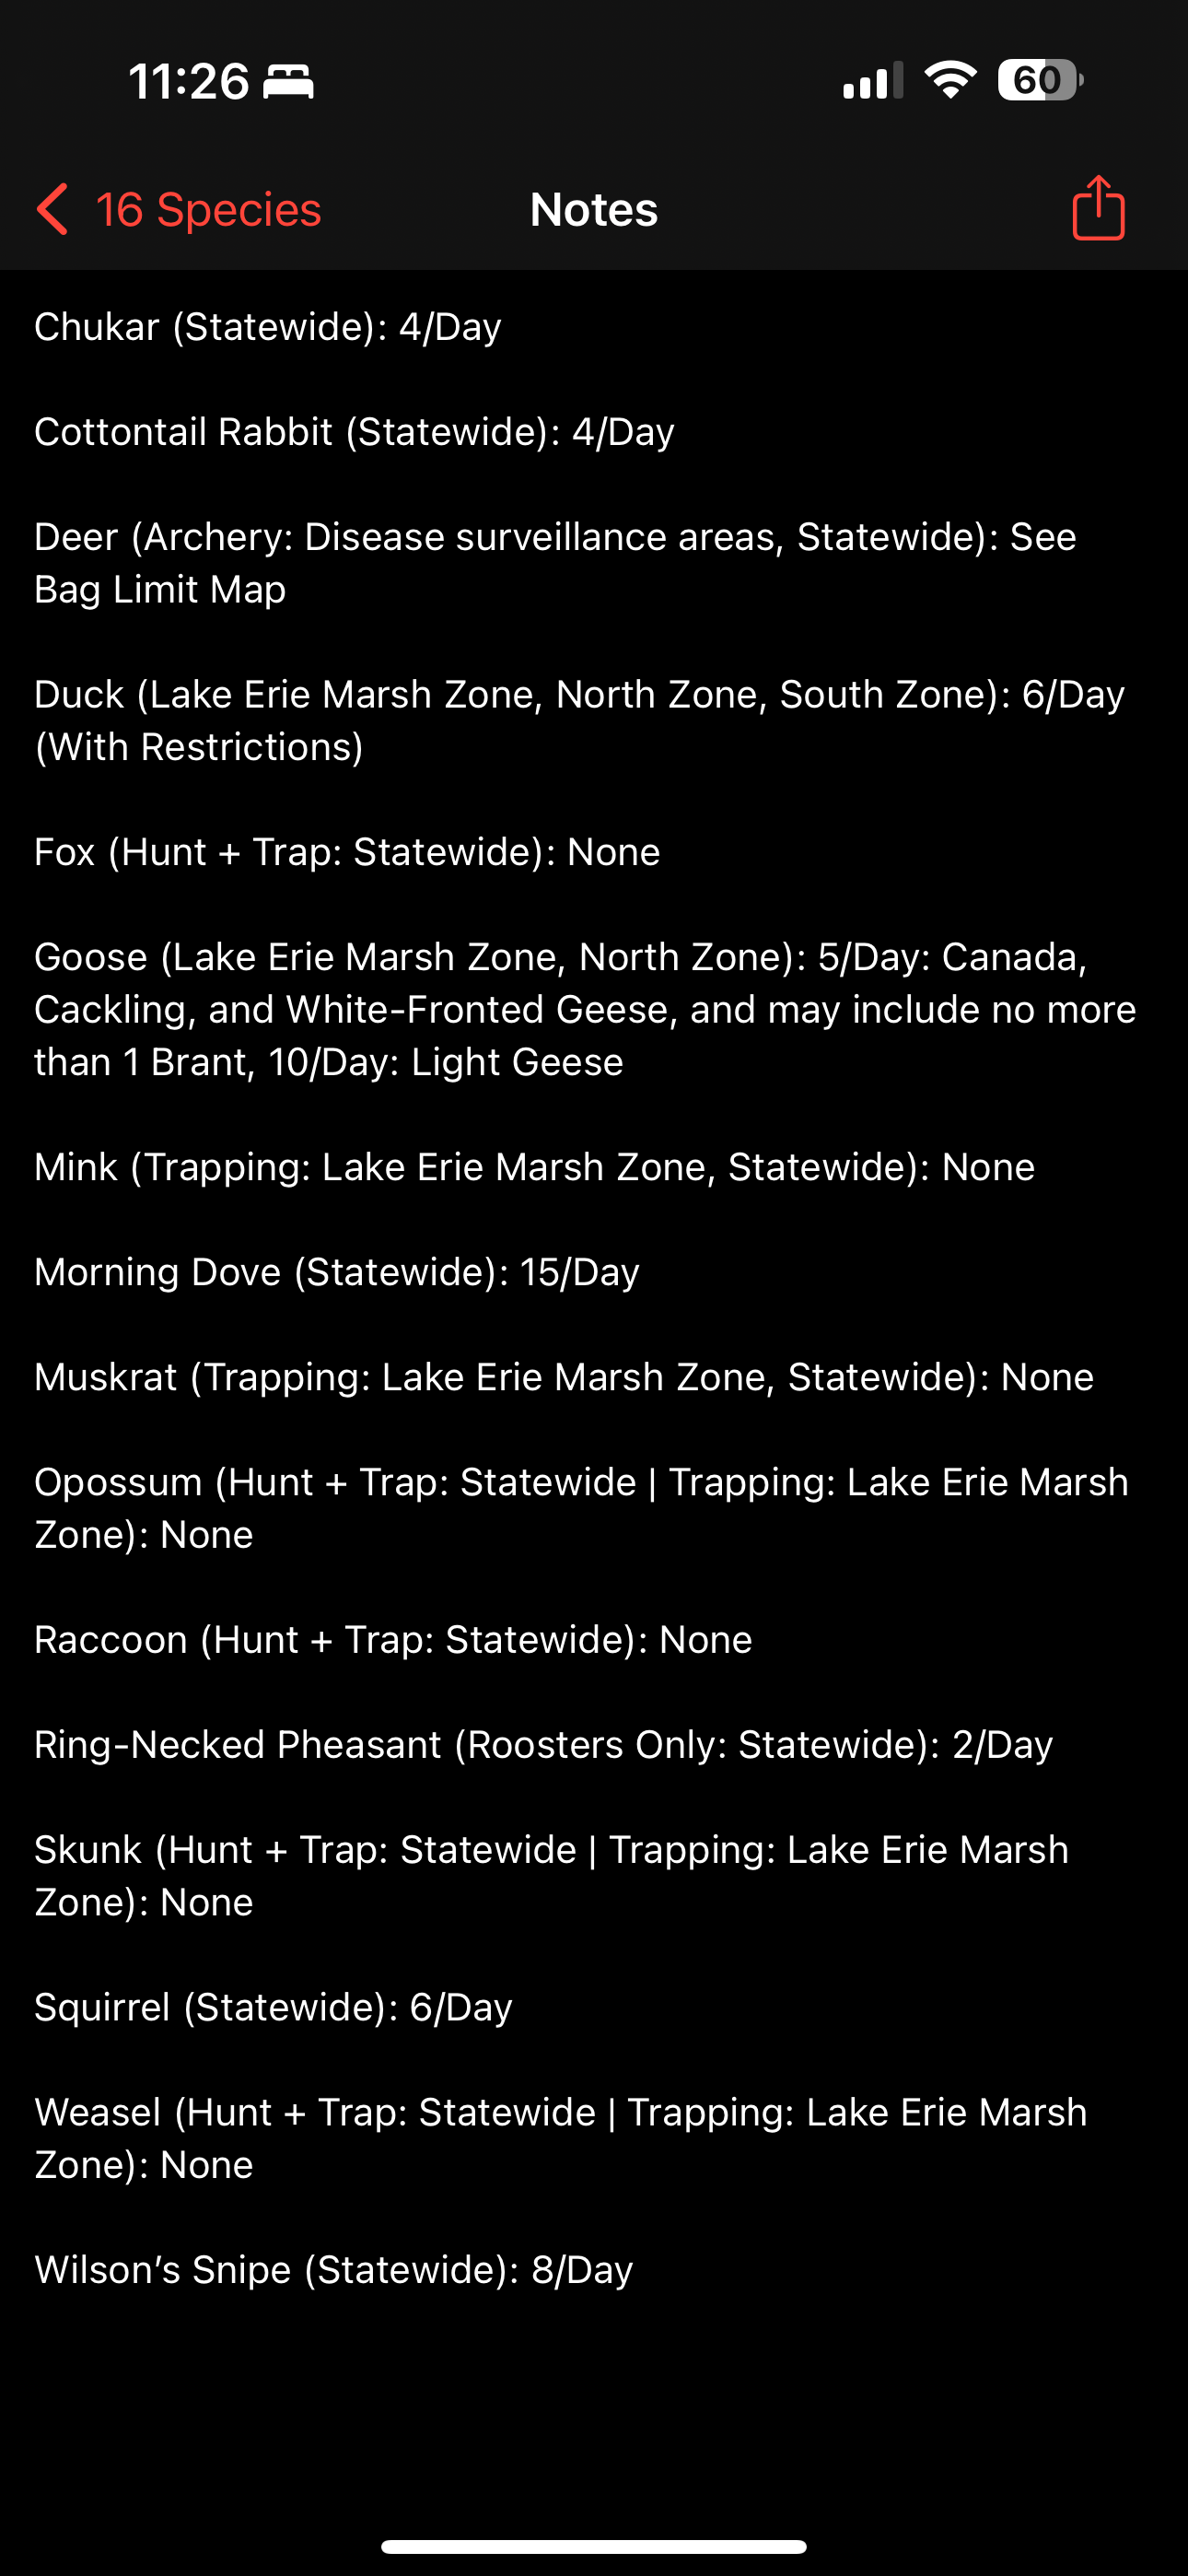 11:26
60
16 Species
Notes
Chukar (Statewide): 4/Day
Cottontail Rabbit (Statewide): 4/Day
Deer (Archery: Disease surveillance areas, Statewide): See
Bag Limit Map
Duck (Lake Erie Marsh Zone, North Zone, South Zone): 6/Day
(With Restrictions)
Fox (Hunt + Trap: Statewide): None
Goose (Lake Erie Marsh Zone, North Zone): 5/Day: Canada,
Cackling, and White-Fronted Geese, and may include no more
than 1 Brant, 10/Day: Light Geese
Mink (Trapping: Lake Erie Marsh Zone, Statewide): None
Morning Dove (Statewide): 15/Day
Muskrat (Trapping: Lake Erie Marsh Zone, Statewide): None
Opossum (Hunt + Trap: Statewide | Trapping: Lake Erie Marsh
Zone): None
Raccoon (Hunt + Trap: Statewide): None
Ring-Necked Pheasant (Roosters Only: Statewide): 2/Day
Skunk (Hunt + Trap: Statewide | Trapping: Lake Erie Marsh
Zone): None
Squirrel (Statewide): 6/Day
Weasel (Hunt + Trap: Statewide | Trapping: Lake Erie Marsh
Zone): None
Wilson’s Snipe (Statewide): 8/Day